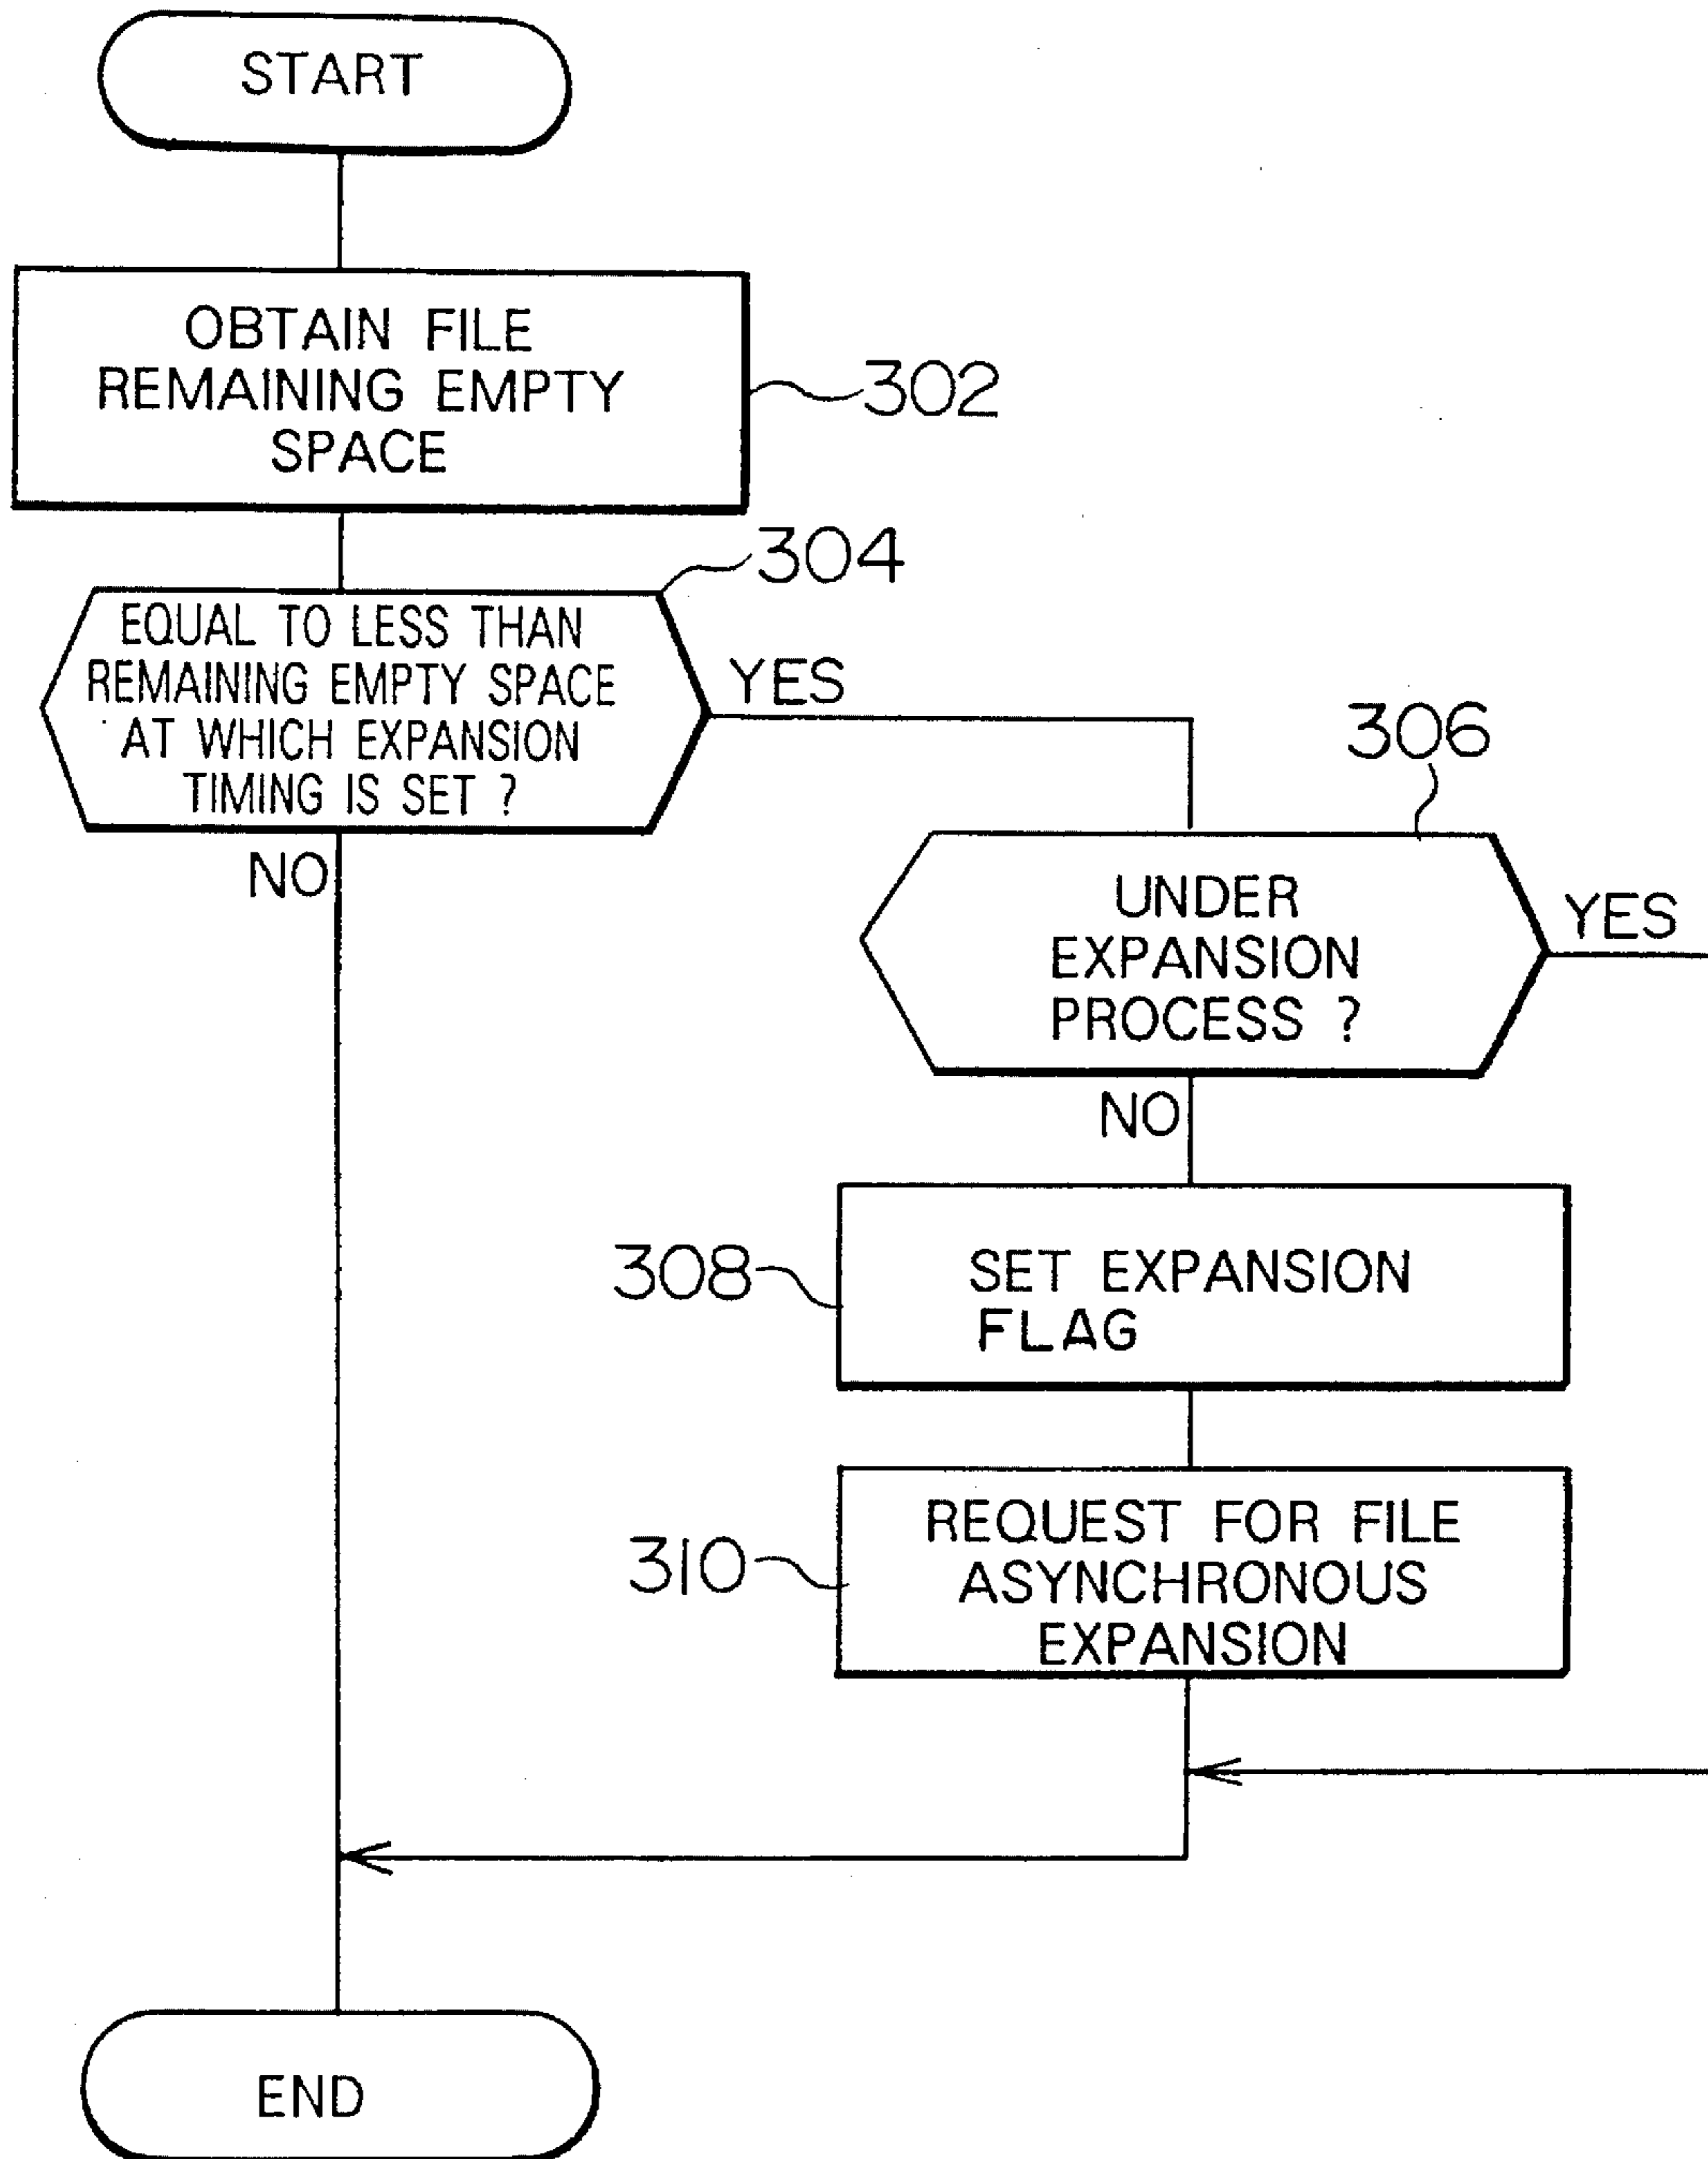 START
OBTAIN FILE
REMAINING EMPTY
SPACE
302
304
EQUAL TO LESS THAN
REMAINING EMPTY SPACE
AT WHICH EXPANSION
TIMING IS SET ?
YES
NO
306
UNDER
EXPANSION
PROCESS ?
YES
NO
308
SET EXPANSION
FLAG
310
REQUEST FOR FILE
ASYNCHRONOUS
EXPANSION
END